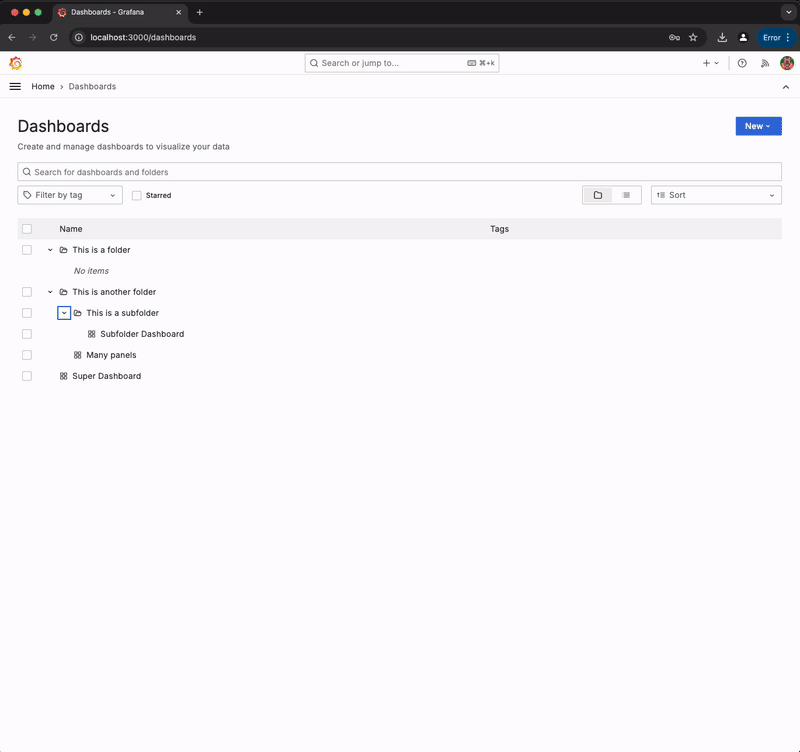 Dashboards - Grafana
localhost:3000/dashboards
Error
Search or jump to...
⌘+k
Home › Dashboards
Dashboards
New
Create and manage dashboards to visualize your data
Search for dashboards and folders
Filter by tag
Starred
Sort
Name Tags
This is a folder
No items
This is another folder
This is a subfolder
Subfolder Dashboard
Many panels
Super Dashboard